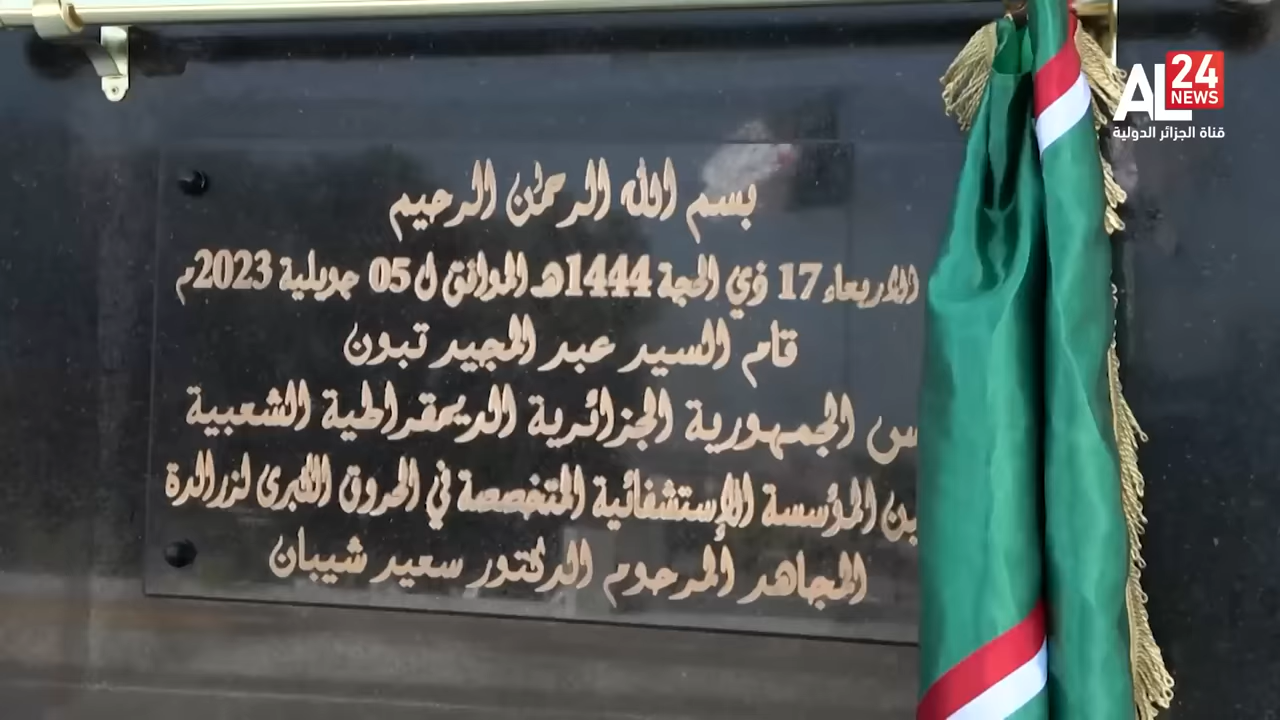 AL
24
NEWS
قناة الجزائر الدولية
بسم الله الرحمن الرحيم
الاربعاء 17 ذي الحجة 1444هـ الموافق ل 05 جويلية 2023م
قام السيد عبد المجيد تبون
الجمهورية الجزائرية الديمقراطية الشعبية
المؤسسة الإستشفائية المتخصصة في الحروق الكبرى لزرالدة
المجاهد المرحوم الدكتور سعيد شيبان